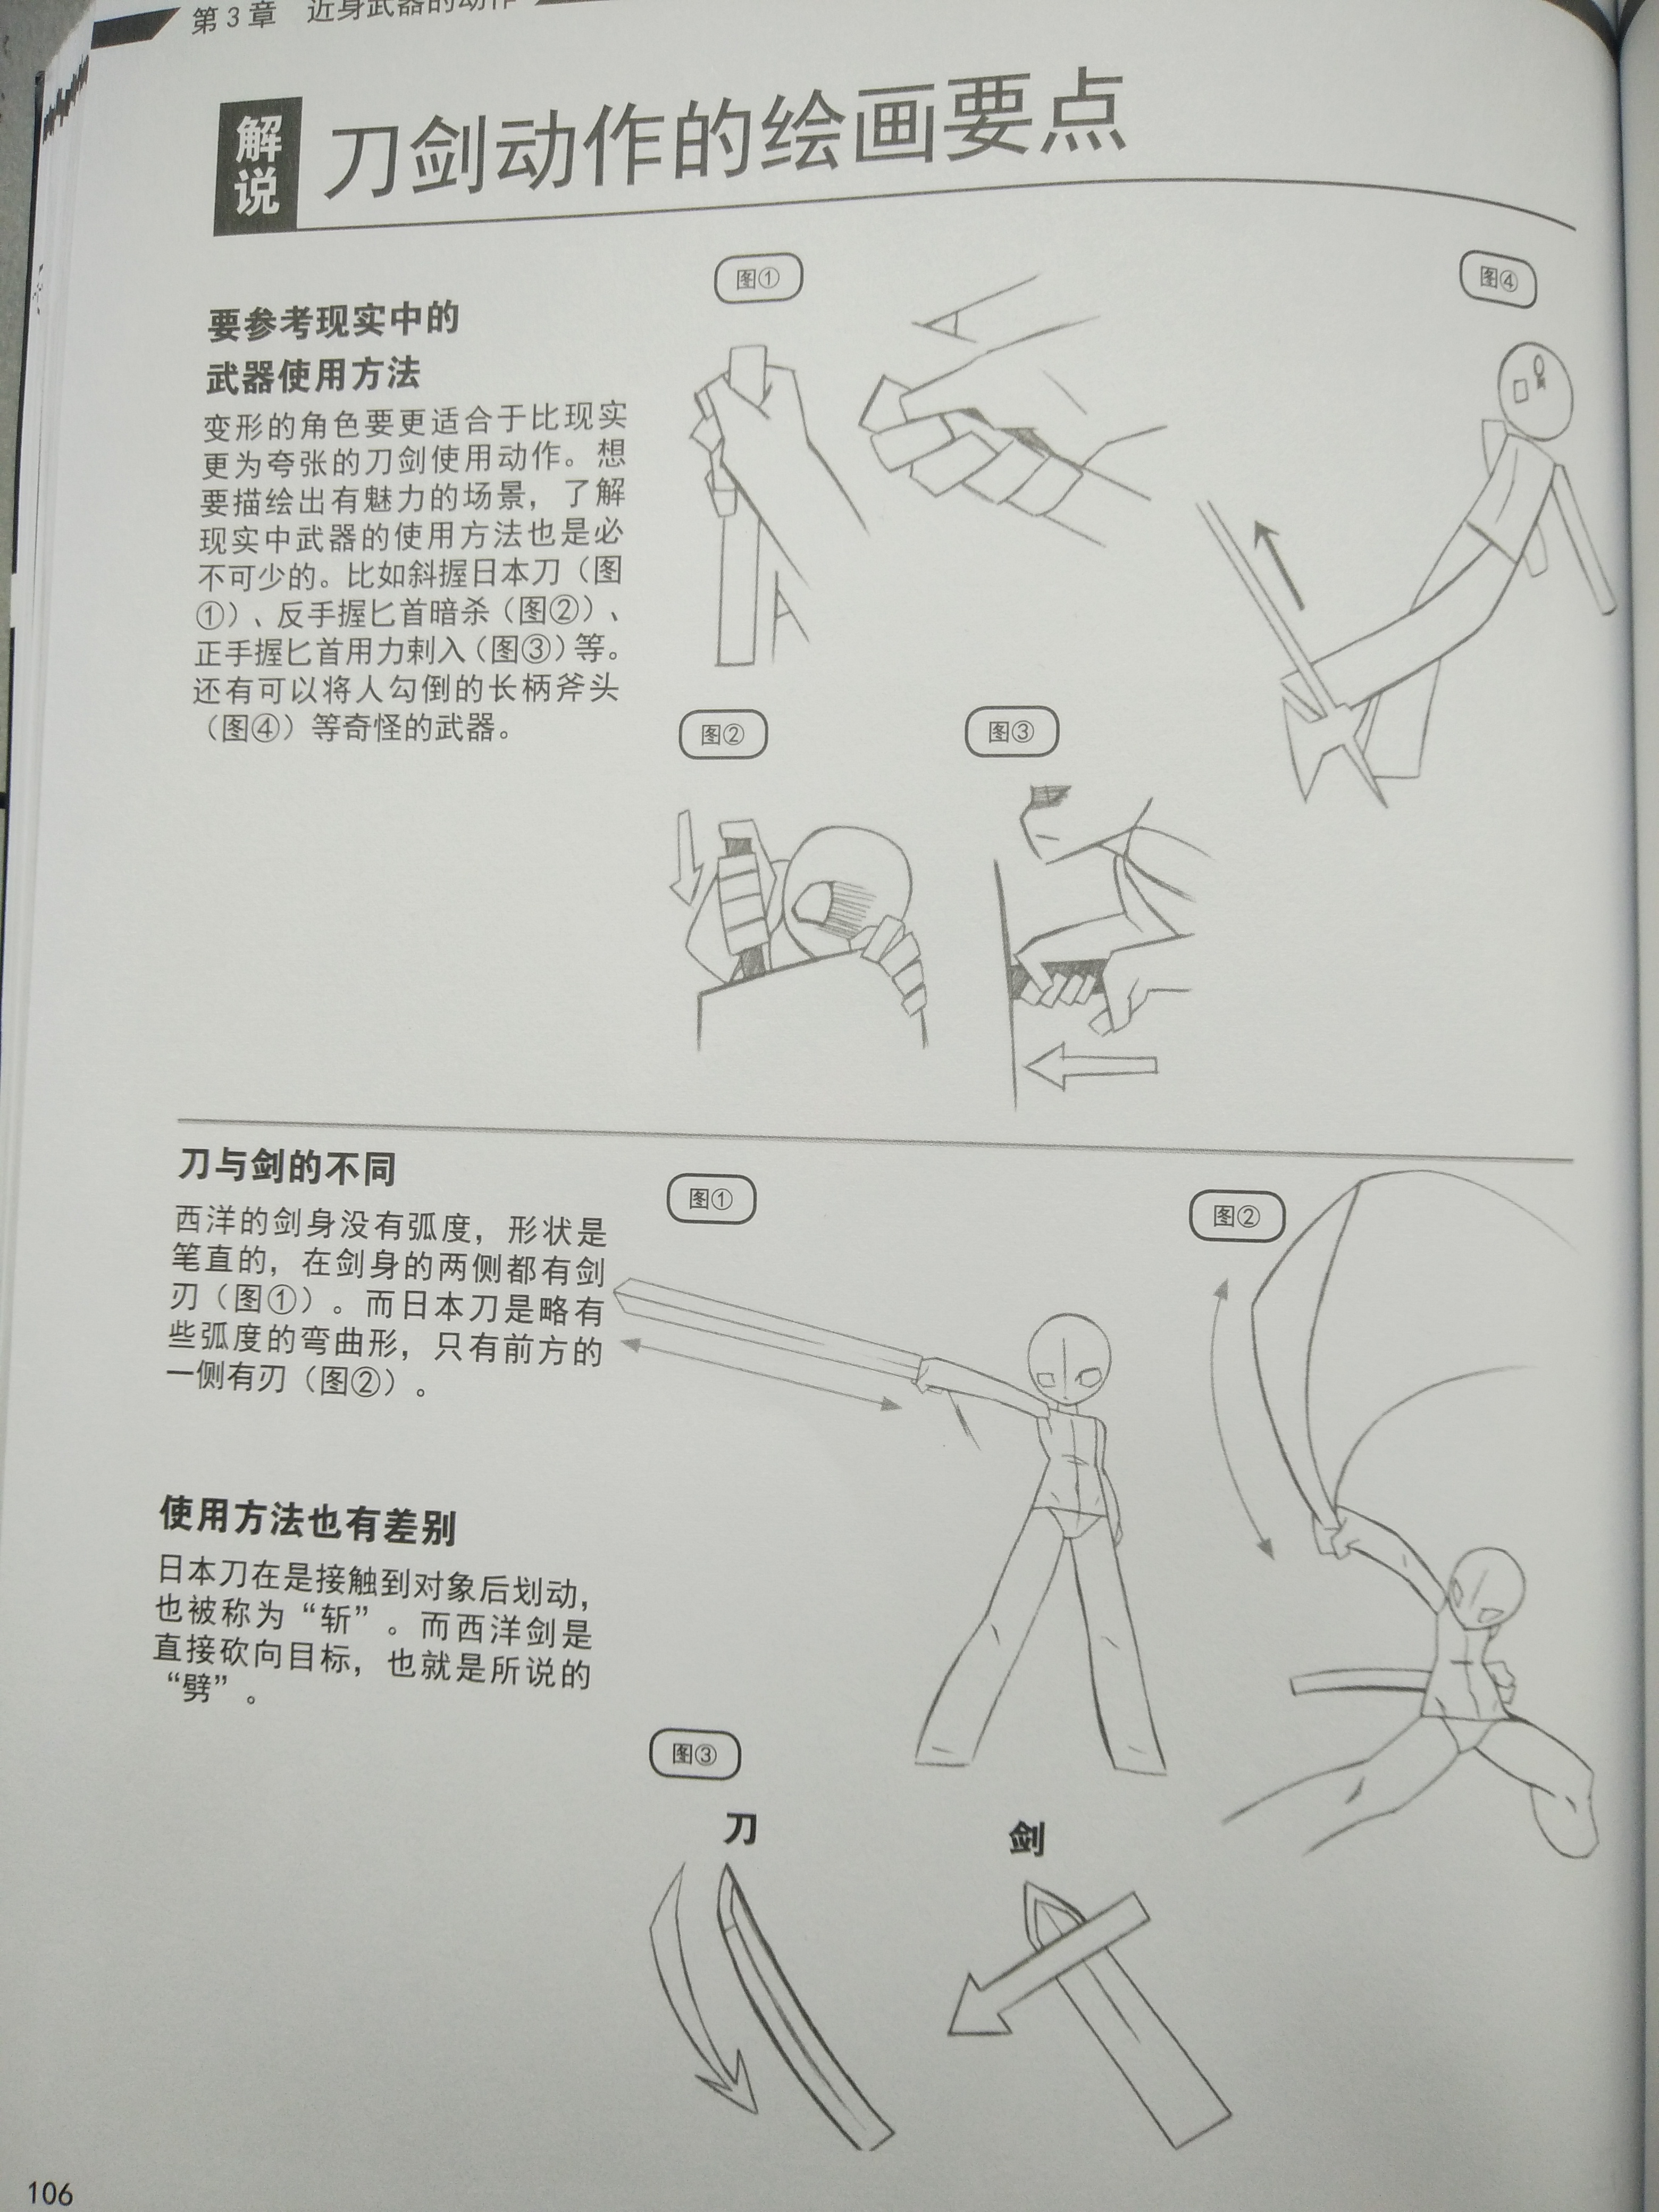 第3章 近身武器的动作
解说
刀剑动作的绘画要点
要参考现实中的
武器使用方法
变形的角色要更适合于比现实
更为夸张的刀剑使用动作。想
要描绘出有魅力的场景，了解
现实中武器的使用方法也是必
不可少的。比如斜握日本刀（图
①）、反手握匕首暗杀（图②）、
正手握匕首用力刺入（图③）等。
还有可以将人勾倒的长柄斧头
（图④）等奇怪的武器。
图①
图④
图②
图③
刀与剑的不同
西洋的剑身没有弧度，形状是
笔直的，在剑身的两侧都有剑
刃（图①）。而日本刀是略有
些弧度的弯曲形，只有前方的
一侧有刃（图②）。
图①
图②
使用方法也有差别
日本刀在是接触到对象后划动，
也被称为“斩”。而西洋剑是
直接砍向目标，也就是所说的
“劈”。
图③
刀
剑
106